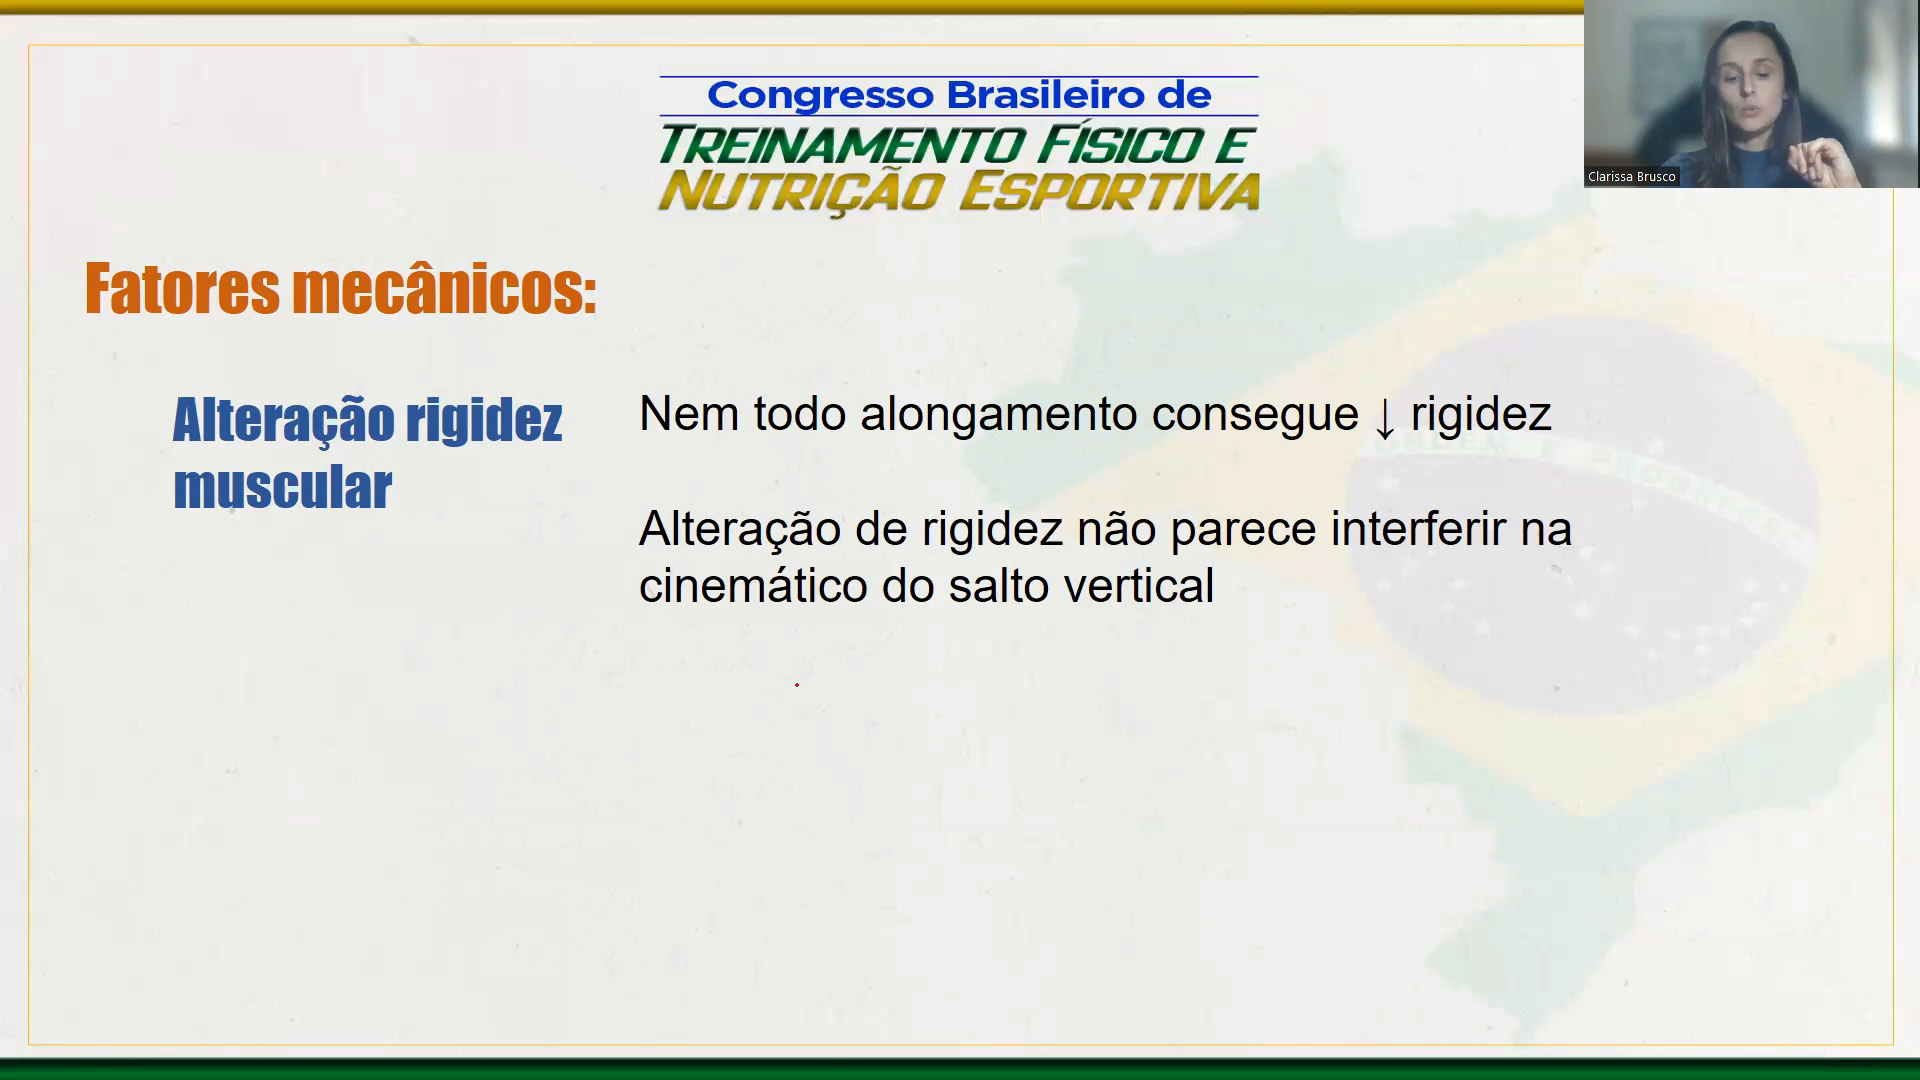 Congresso Brasileiro de
TREINAMENTO FÍSICO E
NUTRIÇÃO ESPORTIVA
Clarissa Brusco
Fatores mecânicos:
Alteração rigidez
muscular
Nem todo alongamento consegue ↓ rigidez
Alteração de rigidez não parece interferir na
cinemático do salto vertical